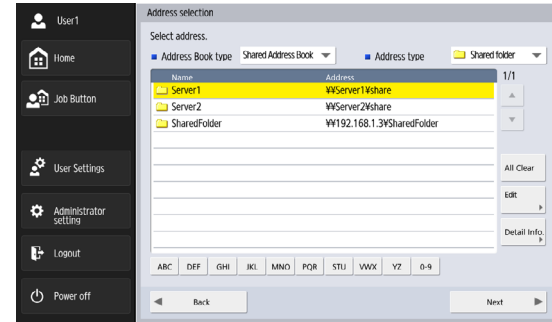 User1
Home
Job Button
User Settings
Administrator
setting
Logout
Power off
Address selection
Select address.
Address Book type Shared Address Book Address type Shared folder
Name Address 1/1
Server1 ¥¥Server1¥share
Server2 ¥¥Server2¥share
SharedFolder ¥¥192.168.1.3¥SharedFolder
All Clear
Edit
Detail Info.
ABC DEF GHI JKL MNO PQR STU VWX YZ 0-9
Back Next